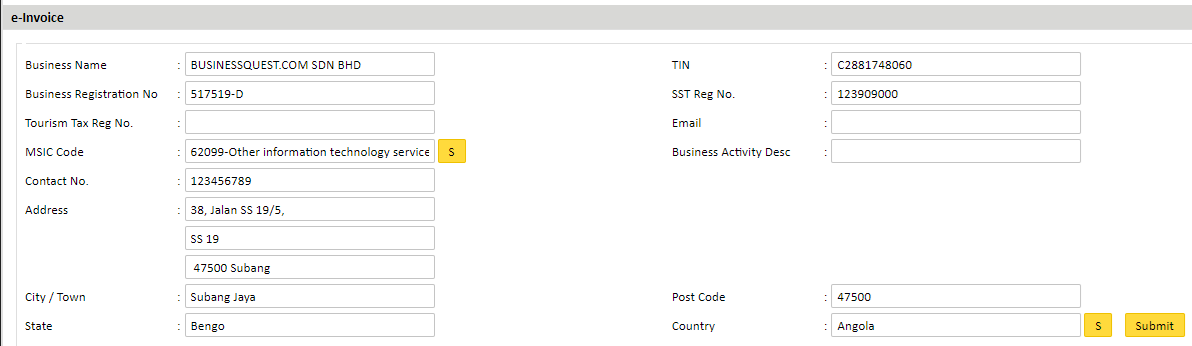 e-Invoice
Business Name : BUSINESSQUEST.COM SDN BHD TIN : C2881748060
Business Registration No : 517519-D SST Reg No. : 123909000
Tourism Tax Reg No. : Email :
MSIC Code : 62099-Other information technology service S Business Activity Desc :
Contact No. : 123456789
Address : 38, Jalan SS 19/5,
SS 19
47500 Subang
City / Town : Subang Jaya Post Code : 47500
State : Bengo Country : Angola S Submit